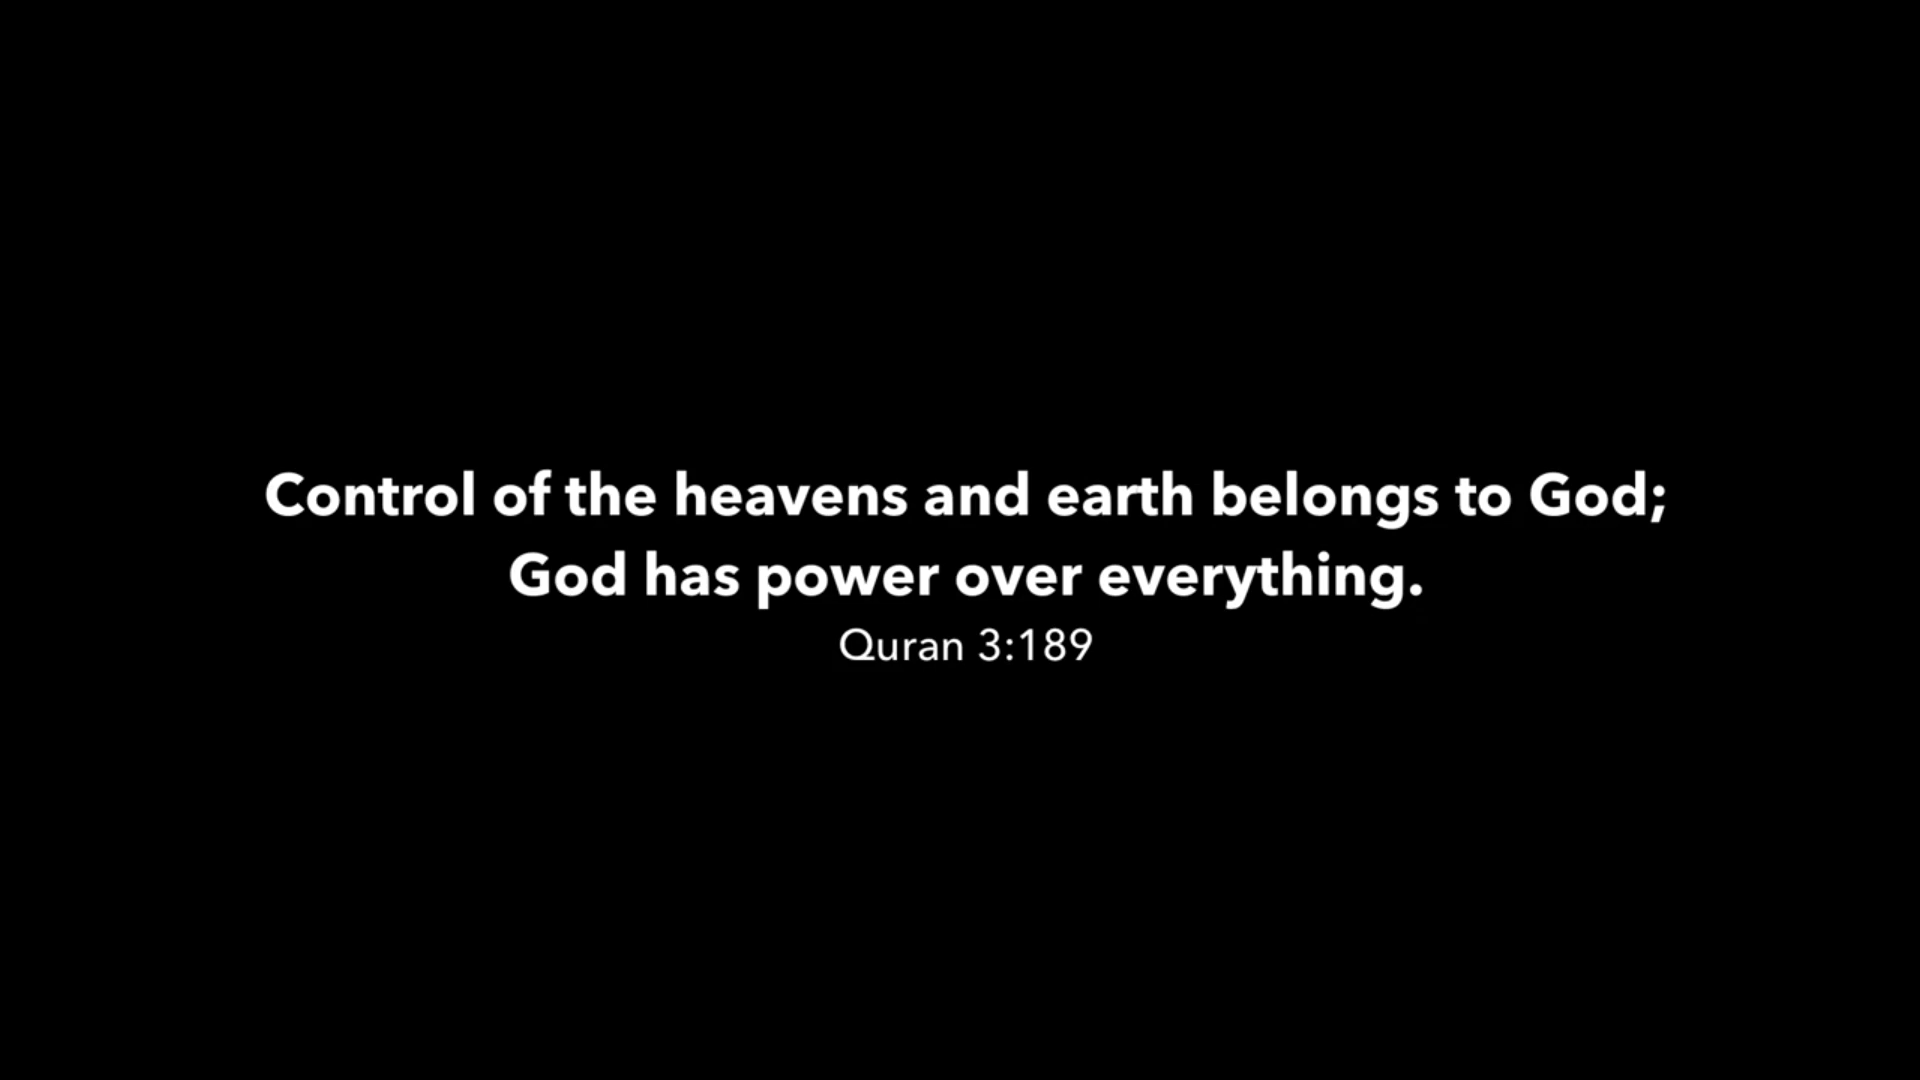 Control of the heavens and earth belongs to God;
God has power over everything.
Quran 3:189